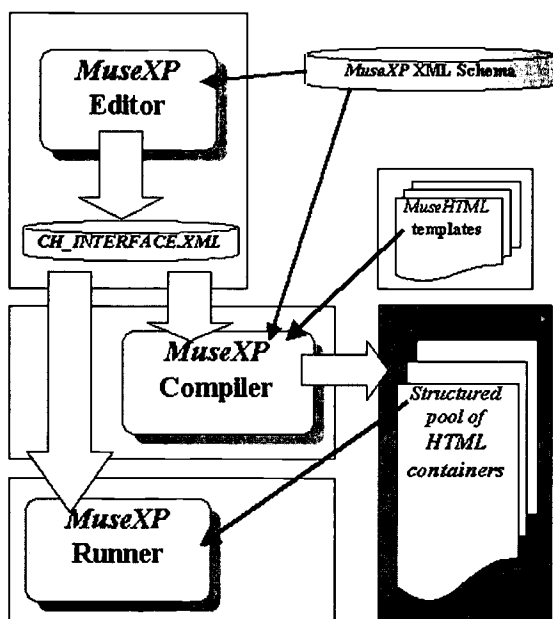 MuseXP
Editor
MuseXP XML Schema
CH_INTERFACE.XML
MuseHTML
templates
MuseXP
Compiler
Structured
pool of
HTML
containers
MuseXP
Runner